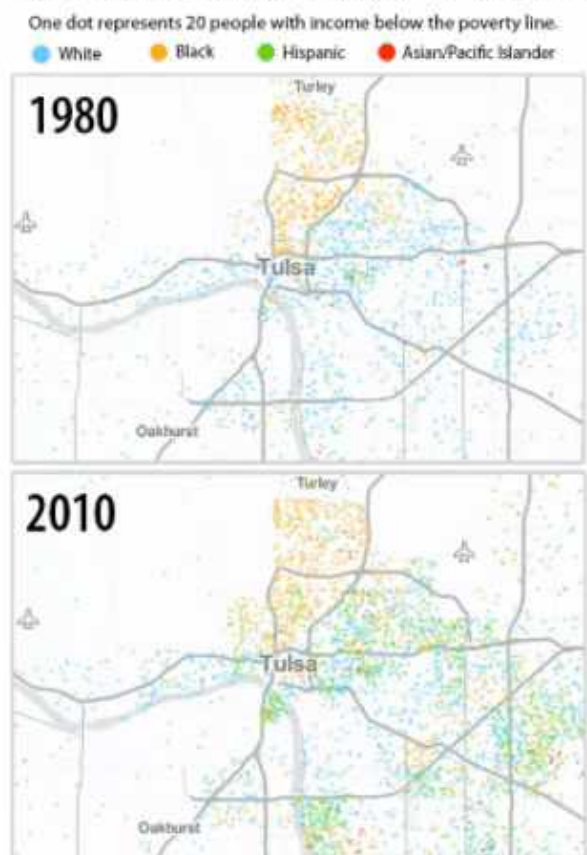 One dot represents 20 people with income below the poverty line.
White Black Hispanic Asian/Pacific Islander
1980
Turley
Tulsa
Oakhurst
2010
Turley
Tulsa
Oakhurst